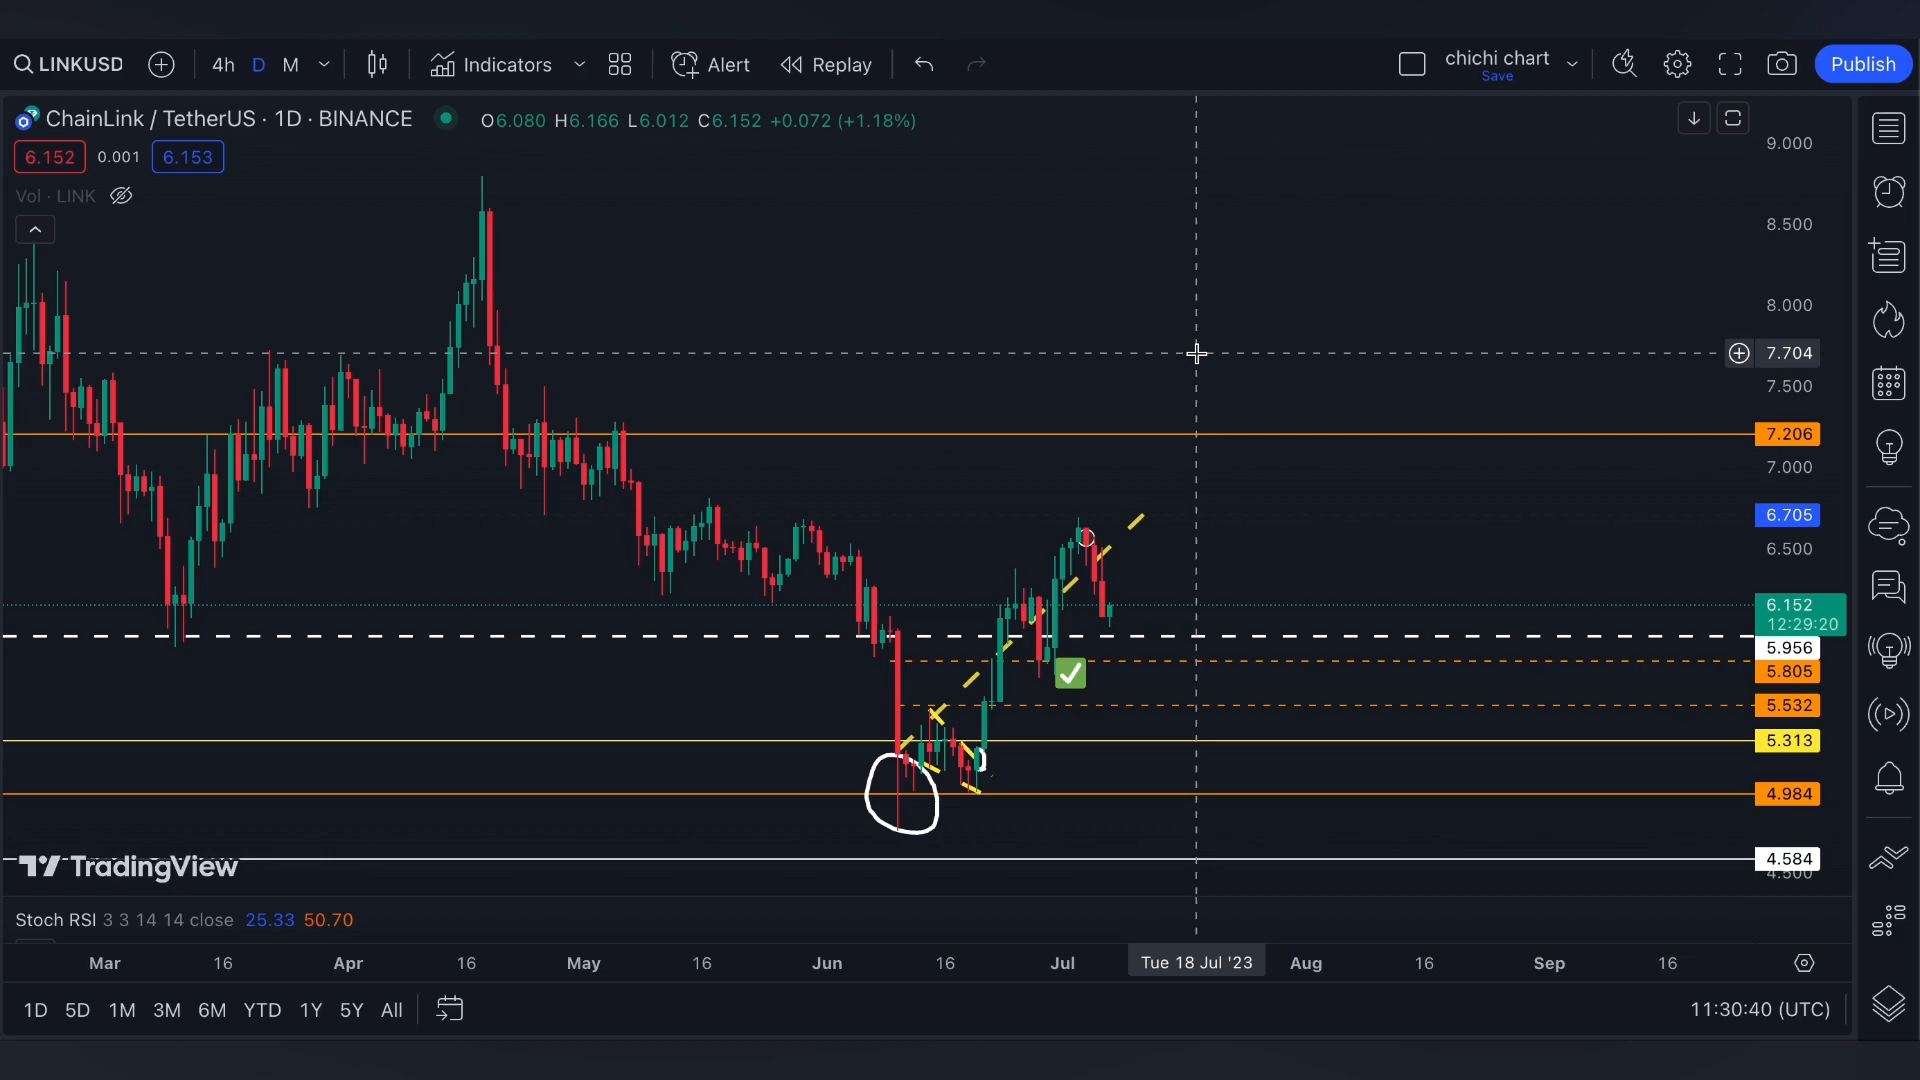 LINKUSD
4h D M
Indicators
Alert
Replay
chichi chart
Save
Publish
ChainLink / TetherUS · 1D · BINANCE
O6.080 H6.166 L6.012 C6.152 +0.072 (+1.18%)
6.152 0.001 6.153
Vol · LINK
9.000
8.500
8.000
7.704
7.500
7.206
7.000
6.705
6.500
6.152
12:29:20
5.956
5.805
5.532
5.313
4.984
4.584
4.500
TradingView
Stoch RSI 3 3 14 14 close 25.33 50.70
Mar 16 Apr 16 May 16 Jun 16 Jul Tue 18 Jul '23 Aug 16 Sep 16
1D 5D 1M 3M 6M YTD 1Y 5Y All
11:30:40 (UTC)